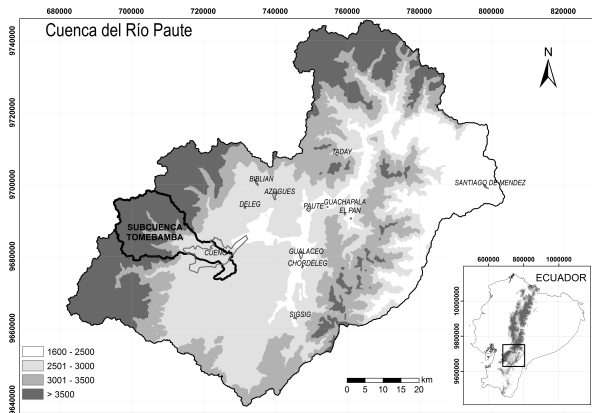 680000 700000 720000 740000 760000 780000 800000 820000
Cuenca del Río Paute
9740000
N
9720000
TADAY
9700000
BIBLIAN
AZOGUES
SANTIAGO DE MENDEZ
DELEG
PAUTE
GUACHAPALA
EL PAN
SUBCUENCA
TOMEBAMBA
CUENCA
GUALACEO
CHORDELEG
9680000
600000 8000000 1000000
ECUADOR
10000000
9800000
9600000
SIGSIG
9660000
1600 - 2500
2501 - 3000
3001 - 3500
> 3500
0 5 10 15 20 km
9640000